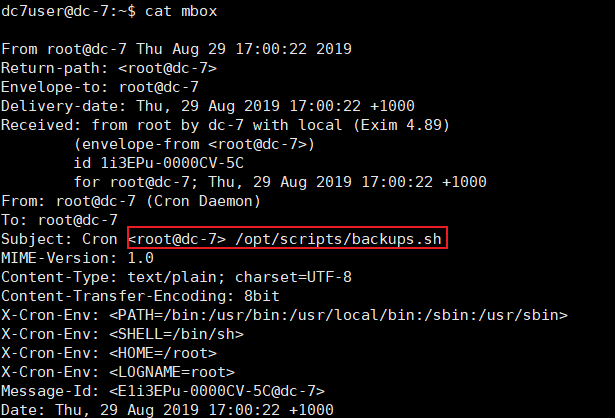 dc7user@dc-7:~$ cat mbox
From root@dc-7 Thu Aug 29 17:00:22 2019
Return-path: <root@dc-7>
Envelope-to: root@dc-7
Delivery-date: Thu, 29 Aug 2019 17:00:22 +1000
Received: from root by dc-7 with local (Exim 4.89)
(envelope-from <root@dc-7>)
id 1i3EPu-0000CV-5C
for root@dc-7; Thu, 29 Aug 2019 17:00:22 +1000
From: root@dc-7 (Cron Daemon)
To: root@dc-7
Subject: Cron <root@dc-7> /opt/scripts/backups.sh
MIME-Version: 1.0
Content-Type: text/plain; charset=UTF-8
Content-Transfer-Encoding: 8bit
X-Cron-Env: <PATH=/bin:/usr/bin:/usr/local/bin:/sbin:/usr/sbin>
X-Cron-Env: <SHELL=/bin/sh>
X-Cron-Env: <HOME=/root>
X-Cron-Env: <LOGNAME=root>
Message-Id: <E1i3EPu-0000CV-5C@dc-7>
Date: Thu, 29 Aug 2019 17:00:22 +1000